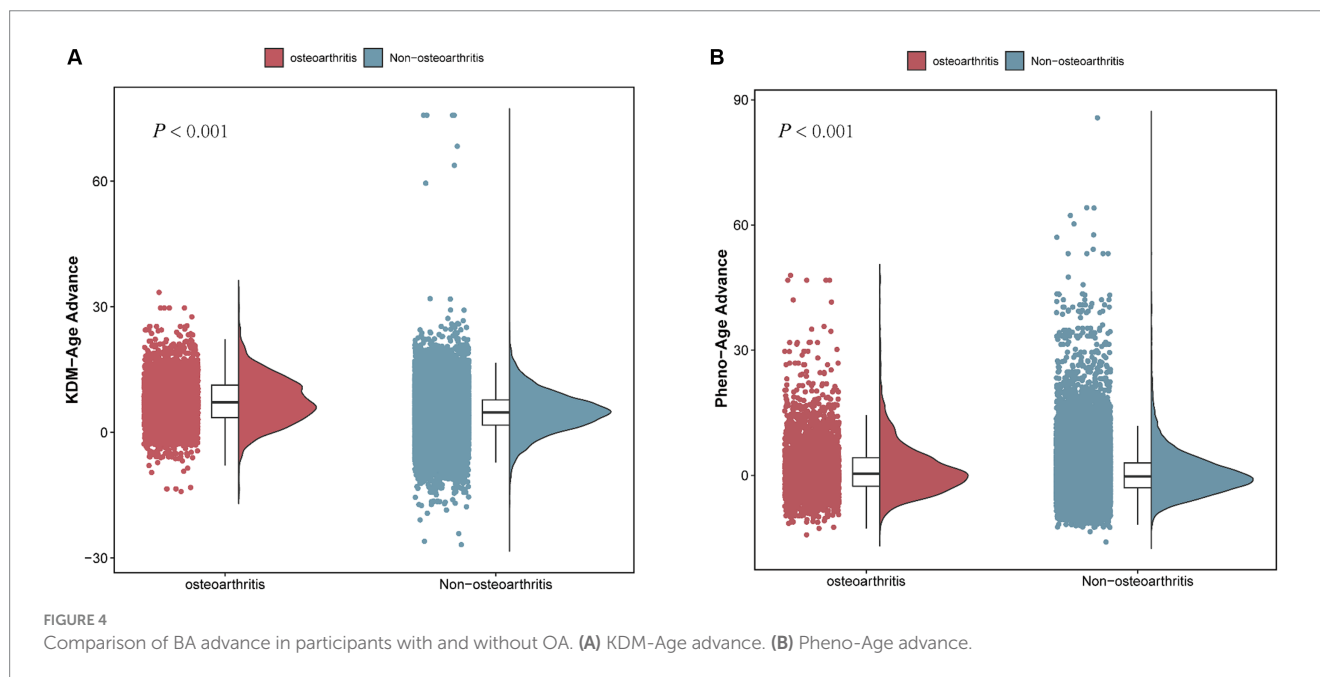 A
osteoarthritis Non-osteoarthritis
P < 0.001
KDM-Age Advance
60
30
0
-30
osteoarthritis Non-osteoarthritis
B
osteoarthritis Non-osteoarthritis
P < 0.001
Pheno-Age Advance
90
60
30
0
osteoarthritis Non-osteoarthritis
FIGURE 4
Comparison of BA advance in participants with and without OA. (A) KDM-Age advance. (B) Pheno-Age advance.